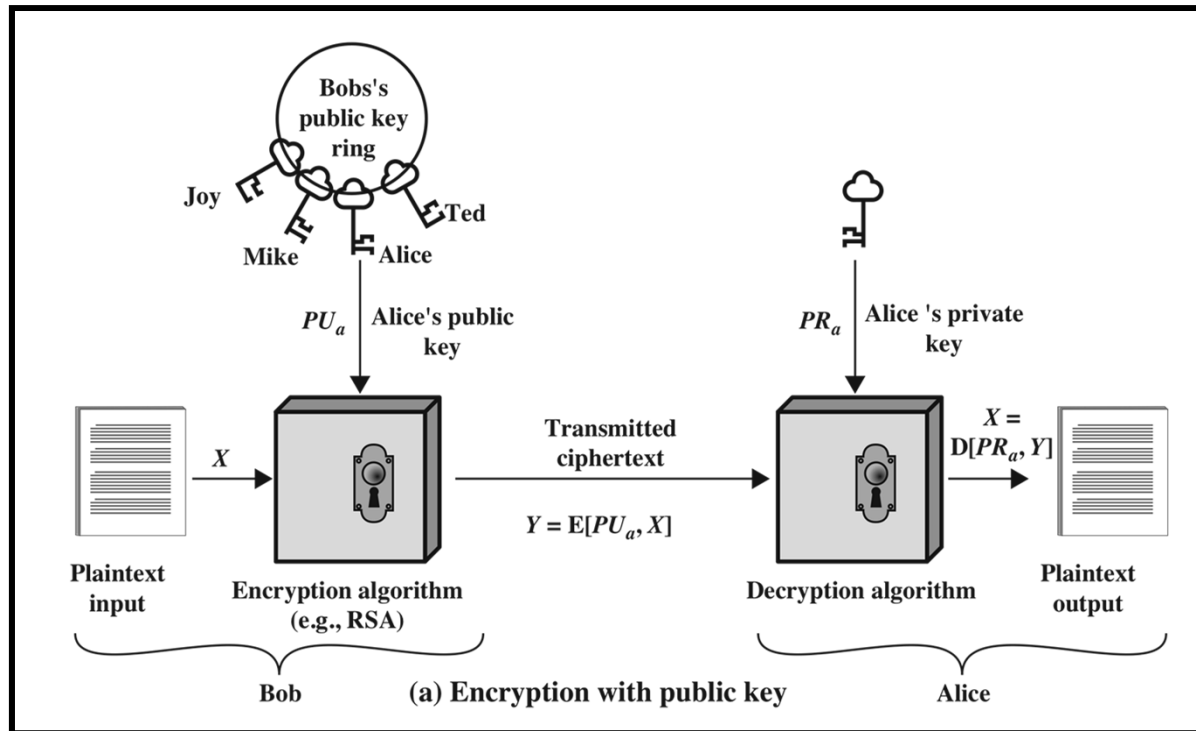 Bobs's
public key
ring
Joy
Ted
Mike
Alice
PUa
Alice's public
key
PRa
Alice 's private
key
X
Transmitted
ciphertext
X =
D[PRa, Y]
Y = E[PUa, X]
Plaintext
input
Encryption algorithm
(e.g., RSA)
Decryption algorithm
Plaintext
output
Bob
(a) Encryption with public key
Alice